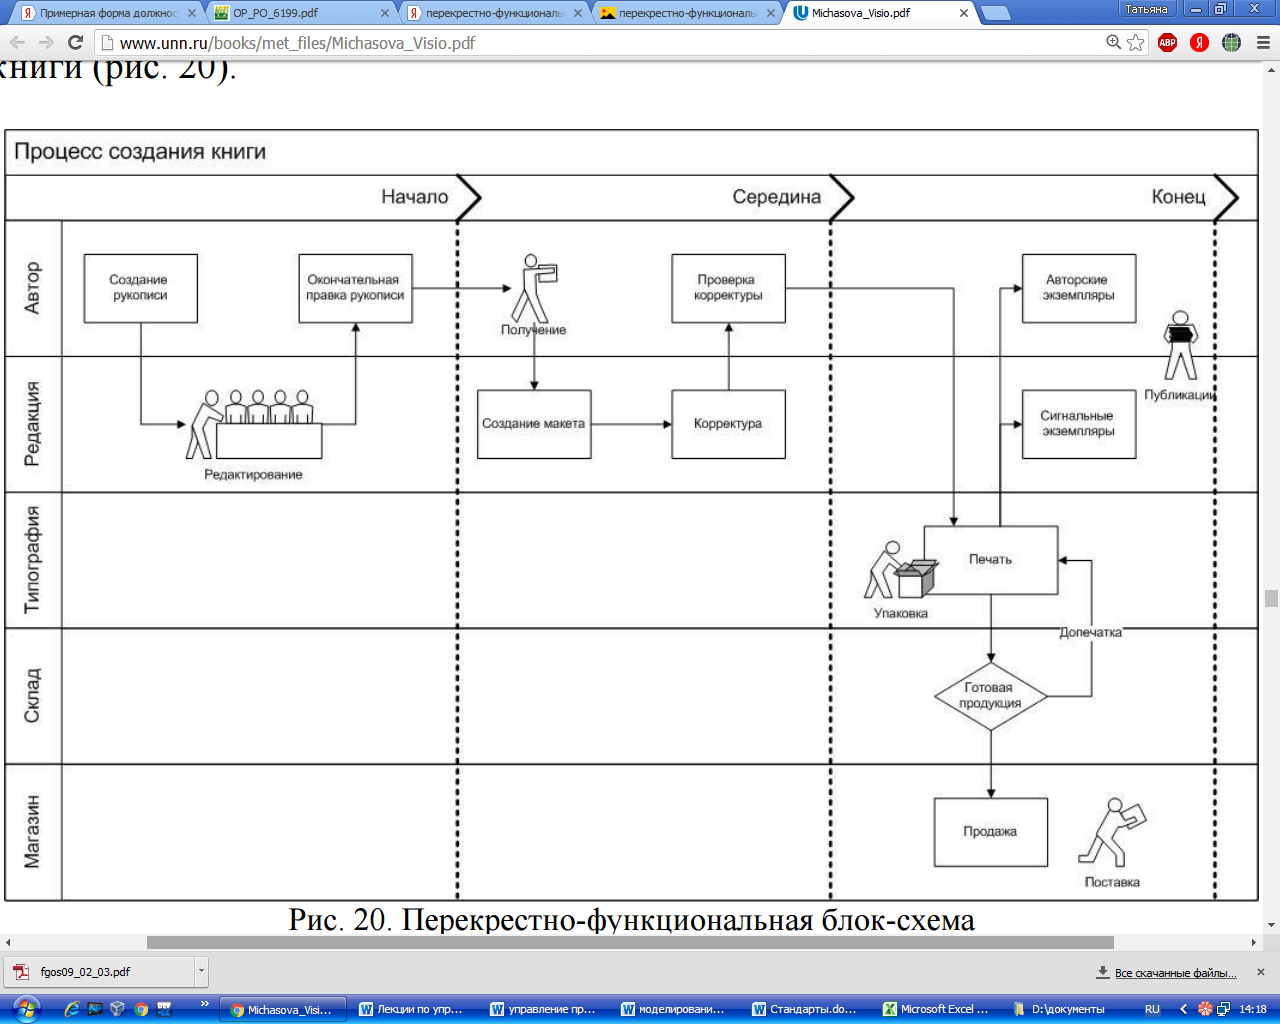 Примерная форма должнос
OP_PO_6199.pdf
перекрестно-функциональ
перекрестно-функциональ
Michasova_Visio.pdf
Татьяна
www.unn.ru/books/met_files/Michasova_Visio.pdf
ABP
книги (рис. 20).
Процесс создания книги
Начало
Середина
Конец
Автор
Создание
рукописи
Окончательная
правка рукописи
Получение
Проверка
корректуры
Авторские
экземпляры
Публикации
Редакция
Редактирование
Создание макета
Корректура
Сигнальные
экземпляры
Типография
Упаковка
Печать
Допечатка
Склад
Готовая
продукция
Магазин
Продажа
Поставка
Рис. 20. Перекрестно-функциональная блок-схема
fgos09_02_03.pdf
Все скачанные файлы...
Michasova_Visi...
Лекции по упр...
управление пр...
моделировани...
Стандарты.do...
Microsoft Excel ...
D:\документы
RU
14:18